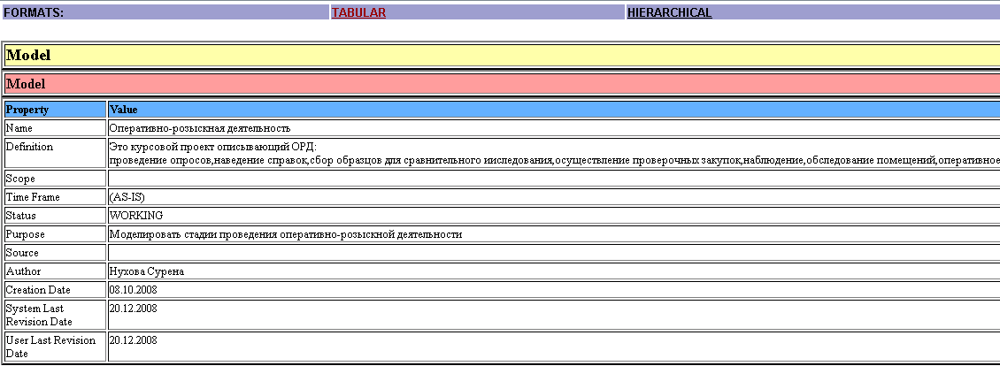 FORMATS: TABULAR HIERARCHICAL
Model
Model
Property Value
Name Оперативно-розыскная деятельность
Definition Это курсовой проект описывающий ОРД:
проведение опросов,наведение справок,сбор образцов для сравнительного ииследования,осуществление проверочных закупок,наблюдение,обследование помещений,оперативное
Scope
Time Frame (AS-IS)
Status WORKING
Purpose Моделировать стадии проведения оперативно-розыскной деятельности
Source
Author Нухова Сурена
Creation Date 08.10.2008
System Last 20.12.2008
Revision Date
User Last Revision 20.12.2008
Date